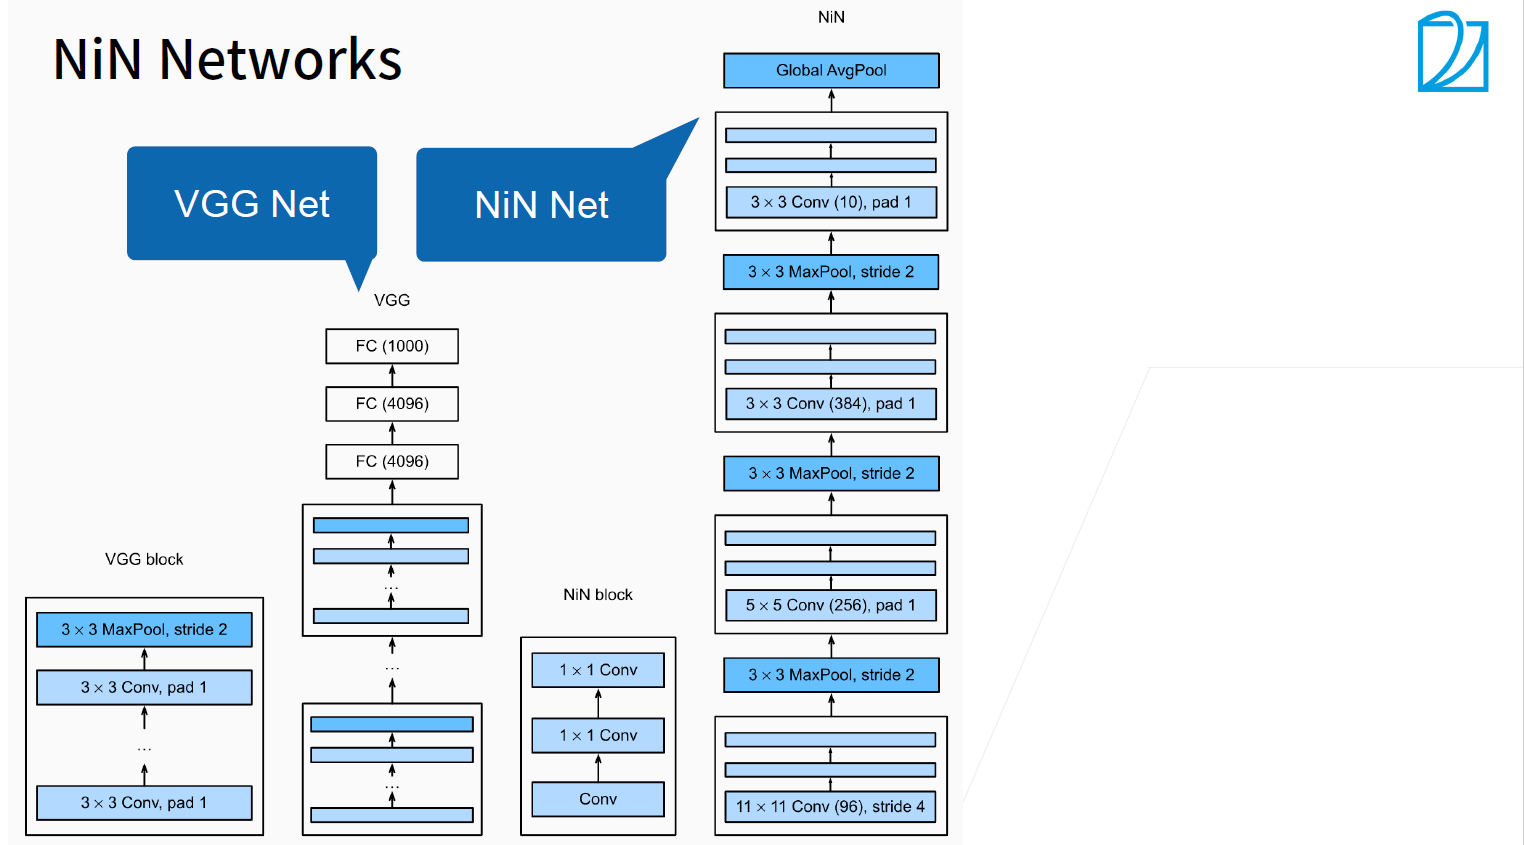 NiN Networks
VGG Net
NiN Net
VGG block
3 × 3 MaxPool, stride 2
3 × 3 Conv, pad 1
...
3 × 3 Conv, pad 1
VGG
FC (1000)
FC (4096)
FC (4096)
...
...
...
NiN block
1 × 1 Conv
1 × 1 Conv
Conv
NiN
Global AvgPool
3 × 3 Conv (10), pad 1
3 × 3 MaxPool, stride 2
3 × 3 Conv (384), pad 1
3 × 3 MaxPool, stride 2
5 × 5 Conv (256), pad 1
3 × 3 MaxPool, stride 2
11 × 11 Conv (96), stride 4